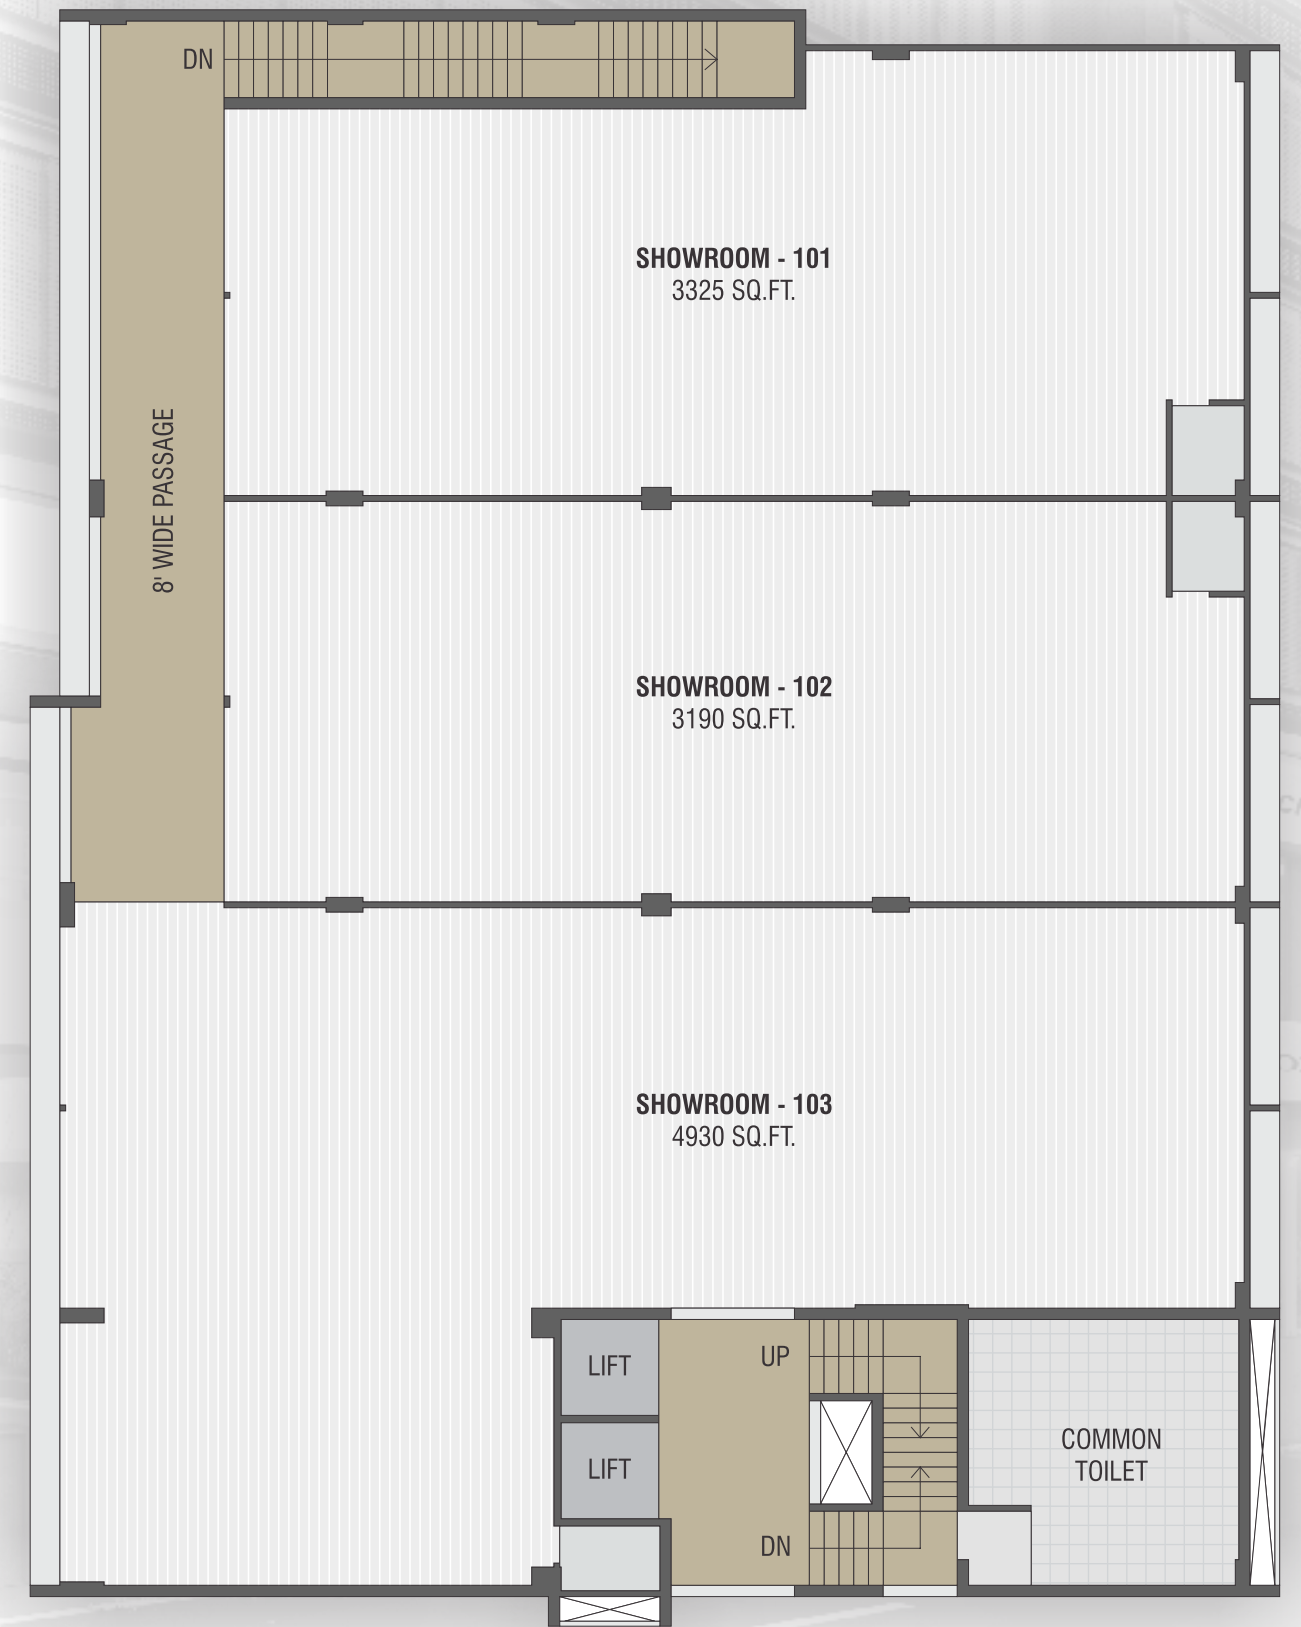 DN
SHOWROOM - 101
3325 SQ.FT.
8' WIDE PASSAGE
SHOWROOM - 102
3190 SQ.FT.
SHOWROOM - 103
4930 SQ.FT.
LIFT
UP
LIFT
COMMON
TOILET
DN